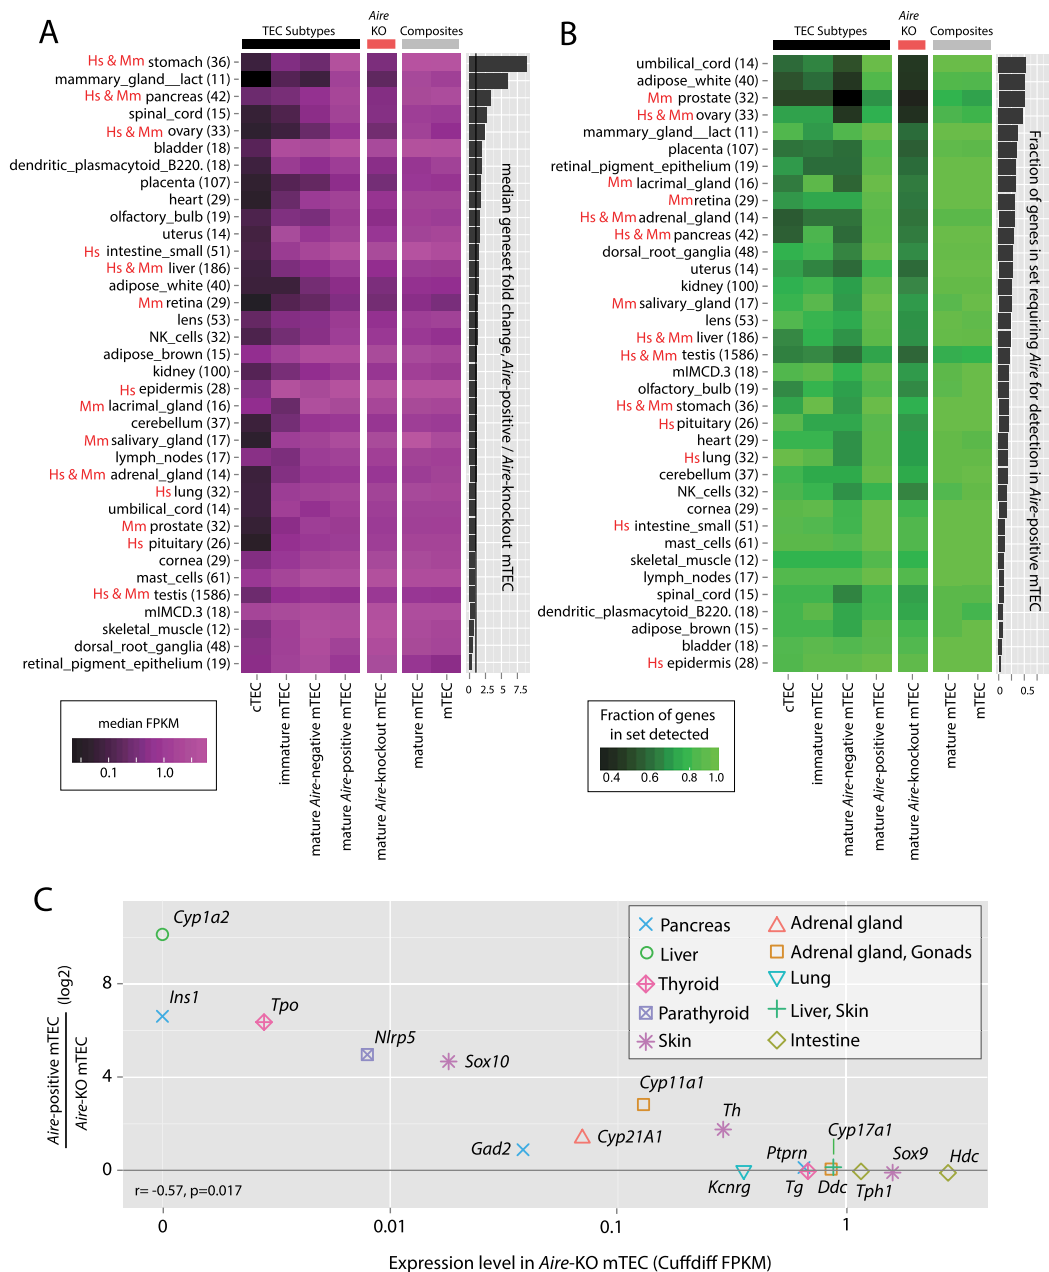 A
TEC Subtypes
Aire
KO
Composites
Hs & Mm stomach (36)
mammary_gland__lact (11)
Hs & Mm pancreas (42)
spinal_cord (15)
Hs & Mm ovary (33)
bladder (18)
dendritic_plasmacytoid_B220. (18)
placenta (107)
heart (29)
olfactory_bulb (19)
uterus (14)
Hs intestine_small (51)
Hs & Mm liver (186)
adipose_white (40)
Mm retina (29)
lens (53)
NK_cells (32)
adipose_brown (15)
kidney (100)
Hs epidermis (28)
Mm lacrimal_gland (16)
cerebellum (37)
Mm salivary_gland (17)
lymph_nodes (17)
Hs & Mm adrenal_gland (14)
Hs lung (32)
umbilical_cord (14)
Mm prostate (32)
Hs pituitary (26)
cornea (29)
mast_cells (61)
Hs & Mm testis (1586)
mIMCD.3 (18)
skeletal_muscle (12)
dorsal_root_ganglia (48)
retinal_pigment_epithelium (19)
median geneset fold change, Aire-positive / Aire-knockout mTEC
0 2.5 5.0 7.5
cTEC
immature mTEC
mature Aire-negative mTEC
mature Aire-positive mTEC
mature Aire-knockout mTEC
mature mTEC
mTEC
median FPKM
0.1 1.0
B
TEC Subtypes
Aire
KO
Composites
umbilical_cord (14)
adipose_white (40)
Mm prostate (32)
Hs & Mm ovary (33)
mammary_gland__lact (11)
placenta (107)
retinal_pigment_epithelium (19)
Mm lacrimal_gland (16)
Mm retina (29)
Hs & Mm adrenal_gland (14)
Hs & Mm pancreas (42)
dorsal_root_ganglia (48)
uterus (14)
kidney (100)
Mm salivary_gland (17)
lens (53)
Hs & Mm liver (186)
Hs & Mm testis (1586)
mIMCD.3 (18)
olfactory_bulb (19)
Hs & Mm stomach (36)
Hs pituitary (26)
heart (29)
Hs lung (32)
cerebellum (37)
NK_cells (32)
cornea (29)
Hs intestine_small (51)
mast_cells (61)
skeletal_muscle (12)
lymph_nodes (17)
spinal_cord (15)
dendritic_plasmacytoid_B220. (18)
adipose_brown (15)
bladder (18)
Hs epidermis (28)
Fraction of genes in set requiring Aire for detection in Aire-positive mTEC
0 0.5
cTEC
immature mTEC
mature Aire-negative mTEC
mature Aire-positive mTEC
mature Aire-knockout mTEC
mature mTEC
mTEC
Fraction of genes
in set detected
0.4 0.6 0.8 1.0
C
Aire-positive mTEC
Aire-KO mTEC
(log2)
8
4
0
Cyp1a2
Ins1
Tpo
Nlrp5
Sox10
Gad2
Cyp21A1
Cyp11a1
Th
Kcnrg
Ptprn
Tg
Ddc
Cyp17a1
Tph1
Sox9
Hdc
Pancreas
Liver
Thyroid
Parathyroid
Skin
Adrenal gland
Adrenal gland, Gonads
Lung
Liver, Skin
Intestine
r= -0.57, p=0.017
0 0.01 0.1 1
Expression level in Aire-KO mTEC (Cuffdiff FPKM)